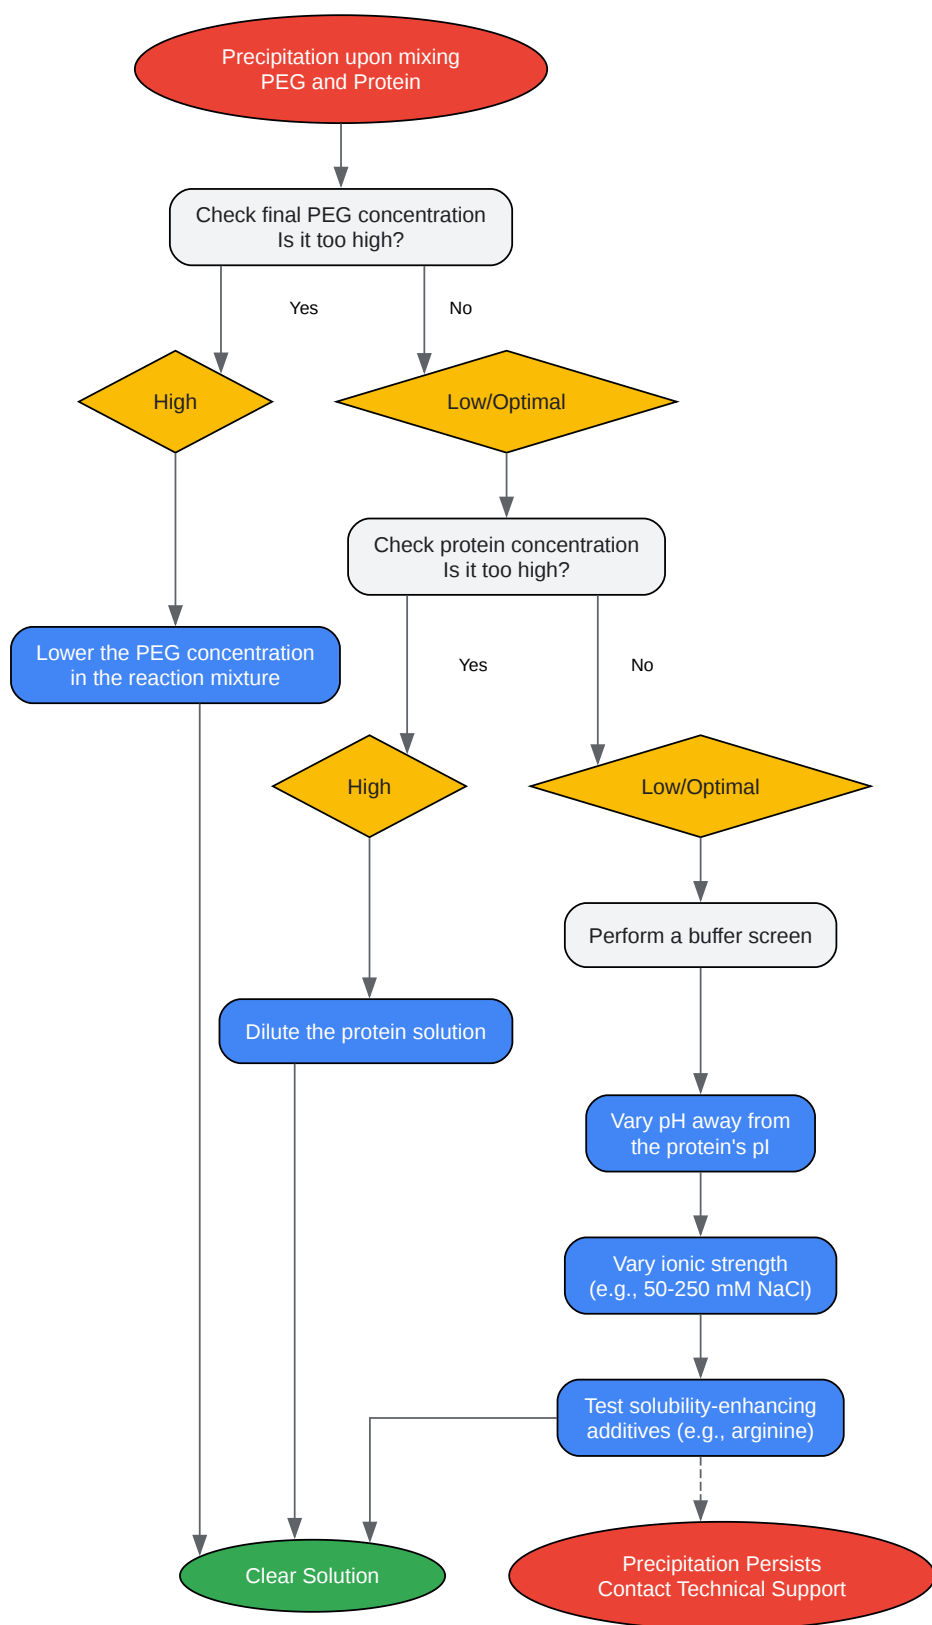 Precipitation upon mixing
PEG and Protein
Check final PEG concentration
Is it too high?
Yes
No
High
Low/Optimal
Check protein concentration
Is it too high?
Lower the PEG concentration
in the reaction mixture
Yes
No
High
Low/Optimal
Perform a buffer screen
Dilute the protein solution
Vary pH away from
the protein's pI
Vary ionic strength
(e.g., 50-250 mM NaCl)
Test solubility-enhancing
additives (e.g., arginine)
Clear Solution
Precipitation Persists
Contact Technical Support